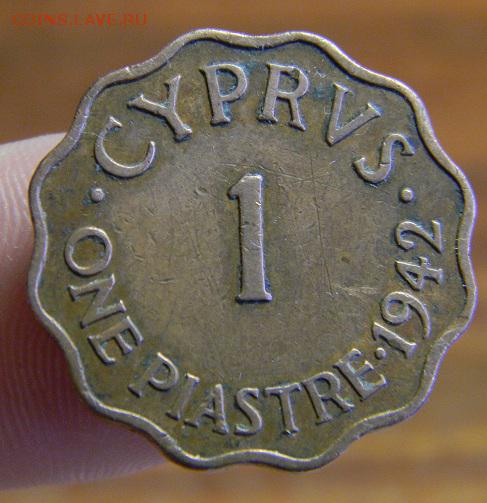 COINS.LAVE.RU
· CYPRVS ·
1
ONE PIASTRE · 1942